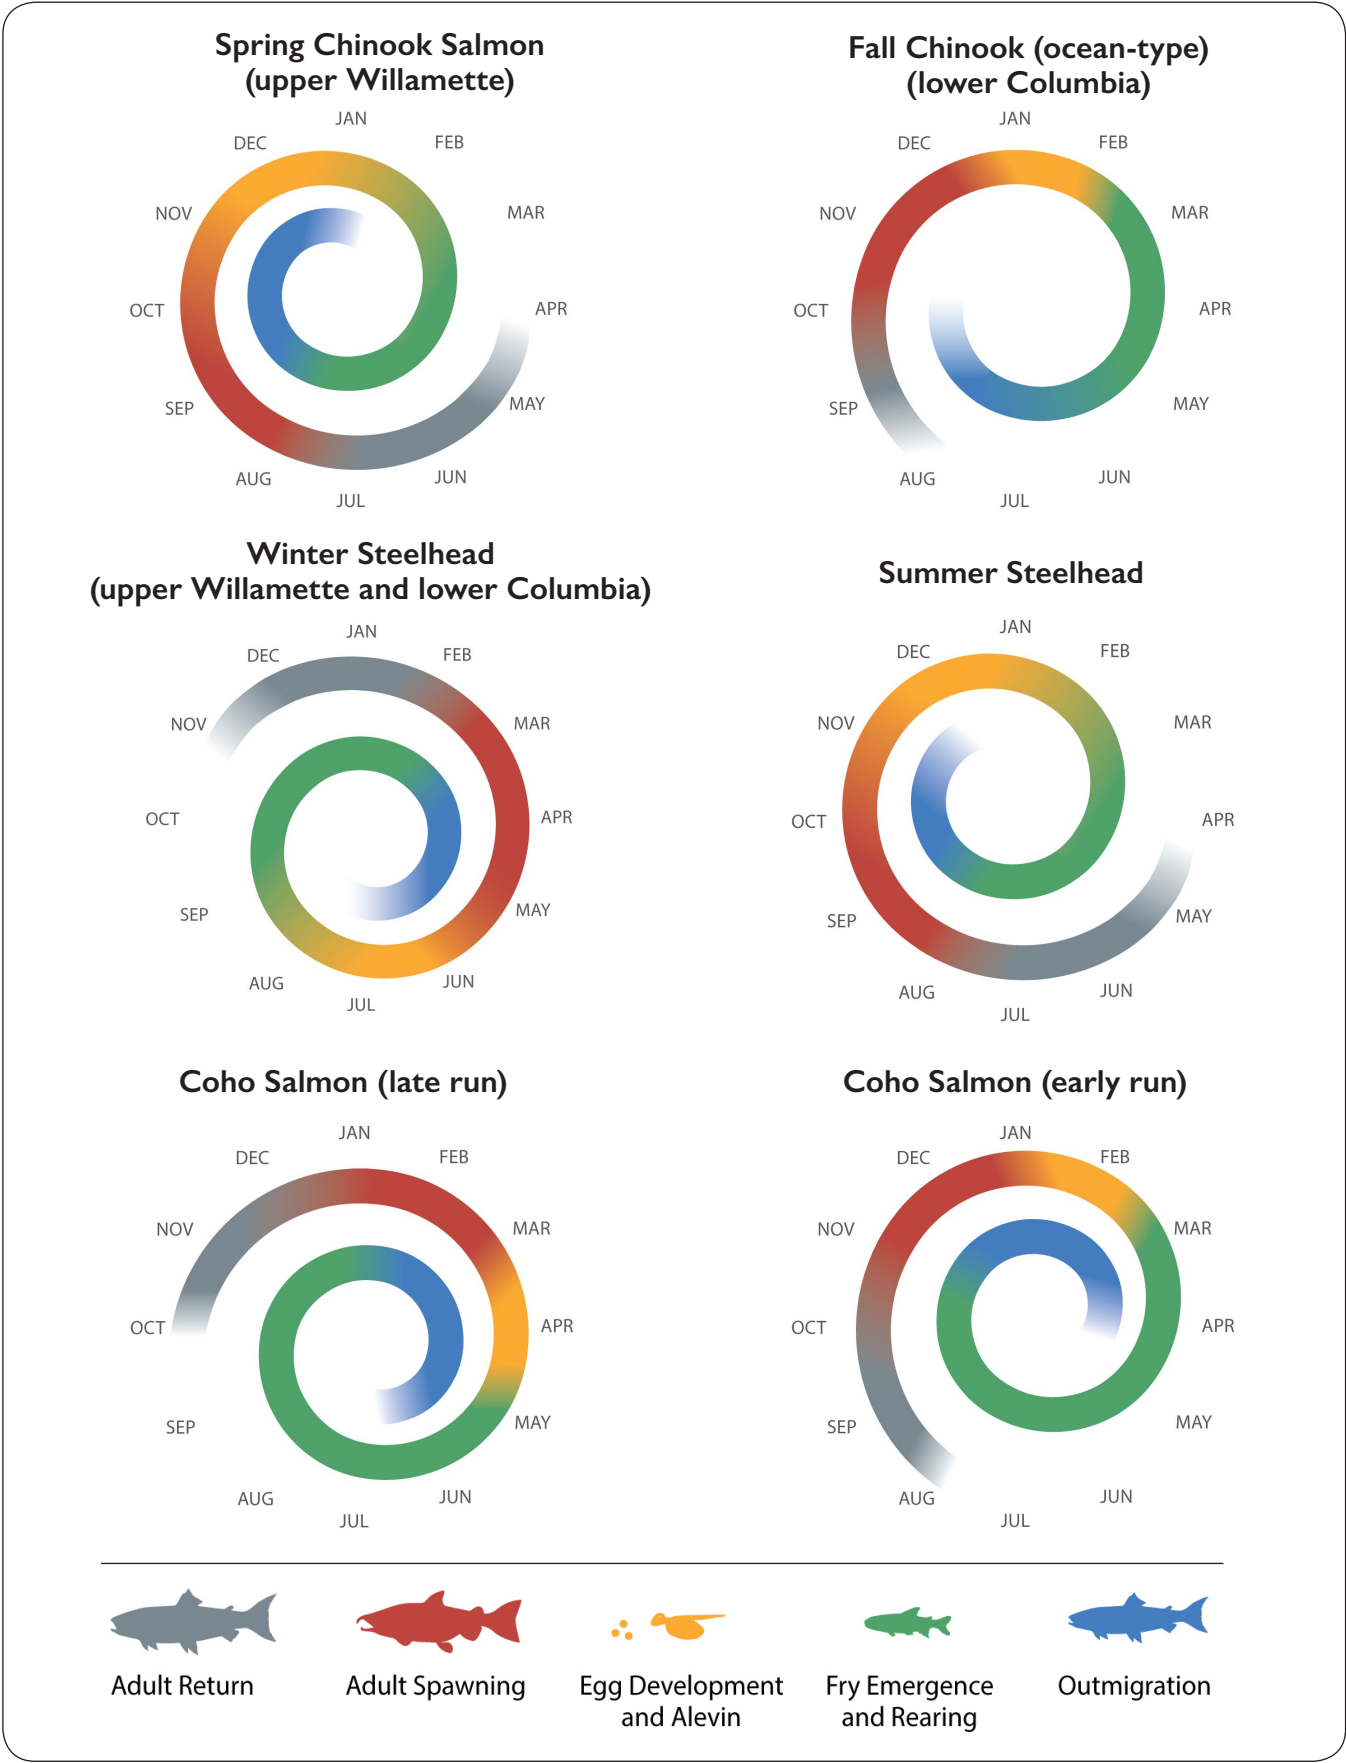 Spring Chinook Salmon
(upper Willamette)
JAN
FEB
MAR
APR
MAY
JUN
JUL
AUG
SEP
OCT
NOV
DEC
Fall Chinook (ocean-type)
(lower Columbia)
JAN
FEB
MAR
APR
MAY
JUN
JUL
AUG
SEP
OCT
NOV
DEC
Winter Steelhead
(upper Willamette and lower Columbia)
JAN
FEB
MAR
APR
MAY
JUN
JUL
AUG
SEP
OCT
NOV
DEC
Summer Steelhead
JAN
FEB
MAR
APR
MAY
JUN
JUL
AUG
SEP
OCT
NOV
DEC
Coho Salmon (late run)
JAN
FEB
MAR
APR
MAY
JUN
JUL
AUG
SEP
OCT
NOV
DEC
Coho Salmon (early run)
JAN
FEB
MAR
APR
MAY
JUN
JUL
AUG
SEP
OCT
NOV
DEC
Adult Return
Adult Spawning
Egg Development
and Alevin
Fry Emergence
and Rearing
Outmigration